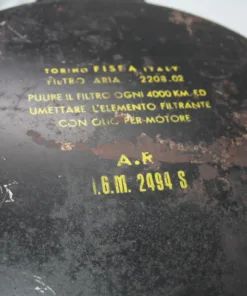 TORINO FISPA ITALY
FILTRO ARIA 2208.02
PULIRE IL FILTRO OGNI 4000 KM. ED
UMETTARE L'ELEMENTO FILTRANTE
CON OLIO PER MOTORE
A.R
I.G.M. 2494 S